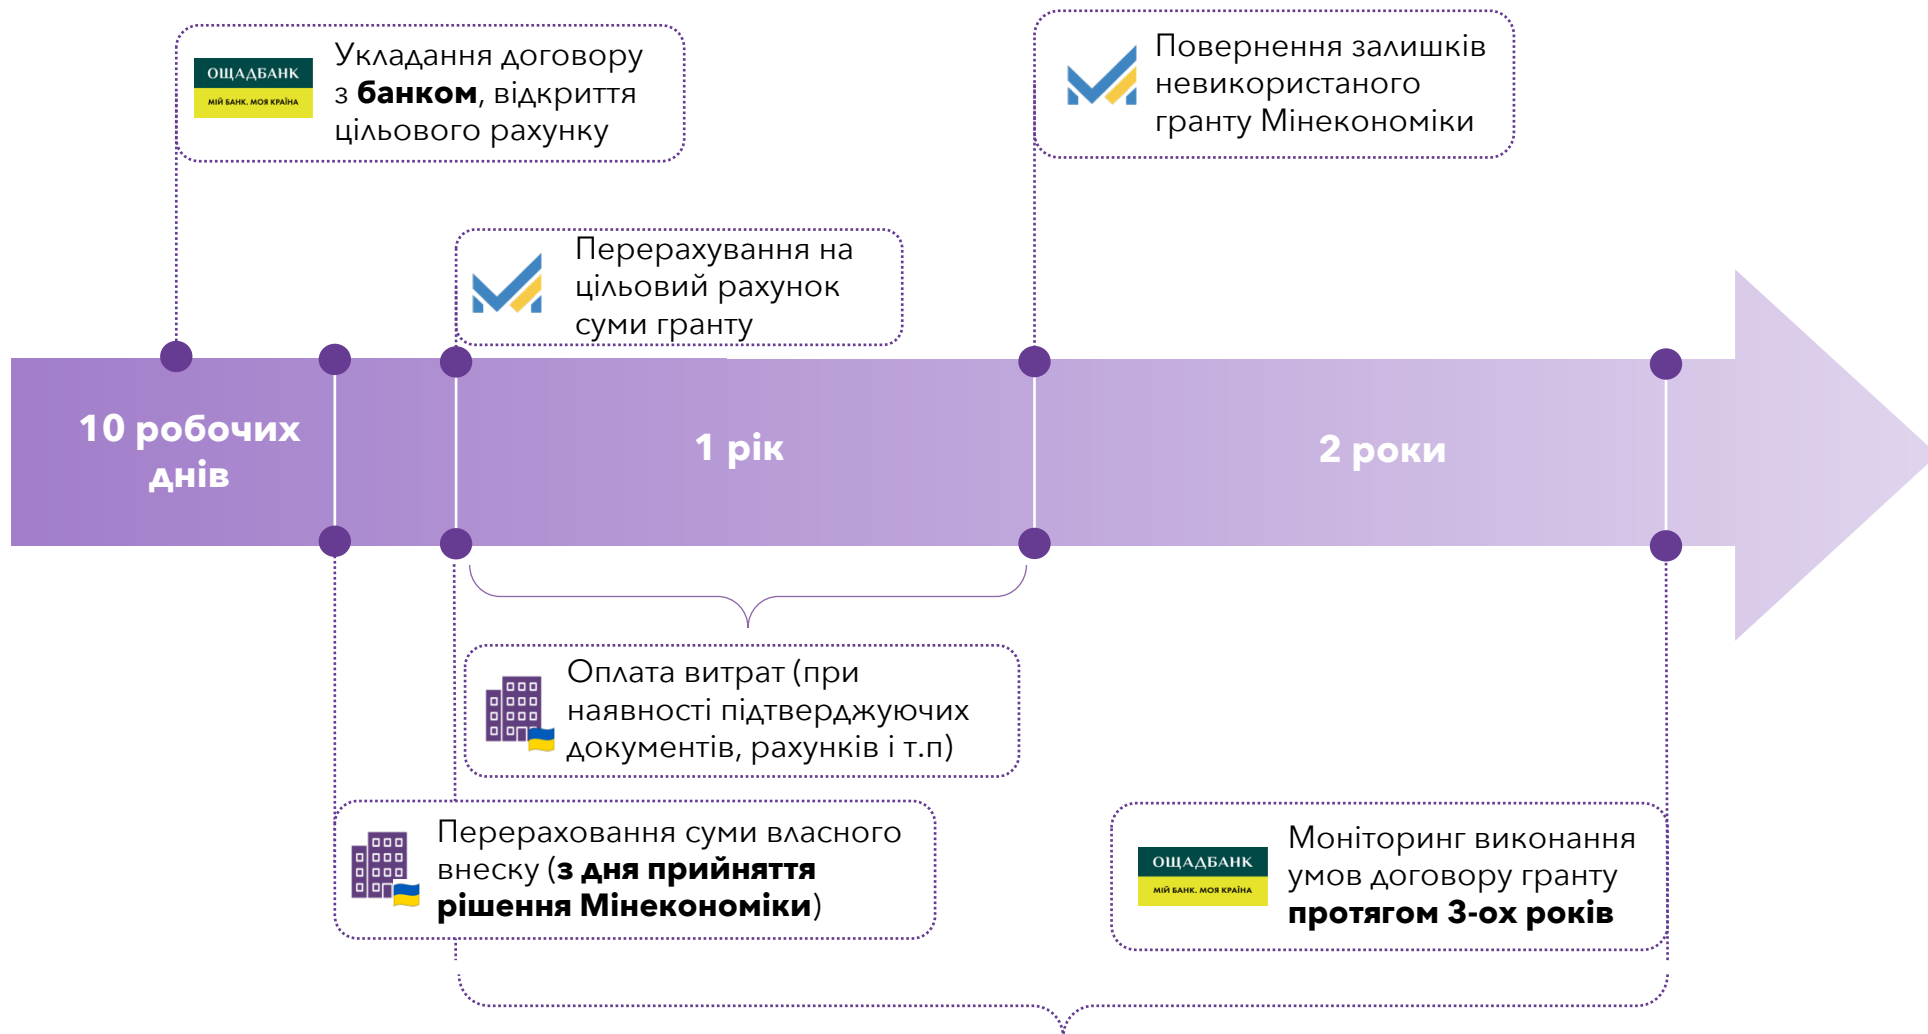 ОЩАДБАНК
МІЙ БАНК. МОЯ КРАЇНА
Укладання договору
з банком, відкриття
цільового рахунку
Повернення залишків
невикористаного
гранту Мінекономіки
Перерахування на
цільовий рахунок
суми гранту
10 робочих
днів
1 рік
2 роки
Оплата витрат (при
наявності підтверджуючих
документів, рахунків і т.п)
Перераховання суми власного
внеску (з дня прийняття
рішення Мінекономіки)
ОЩАДБАНК
МІЙ БАНК. МОЯ КРАЇНА
Моніторинг виконання
умов договору гранту
протягом 3-ох років